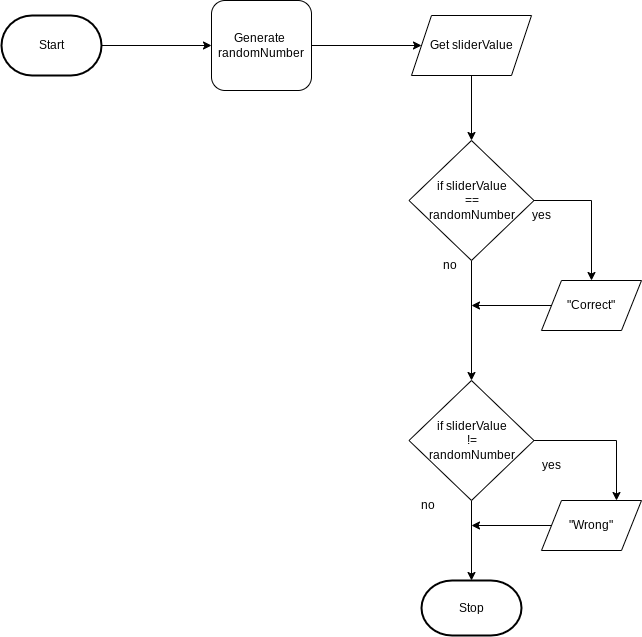 Start
Generate
randomNumber
Get sliderValue
if sliderValue
==
randomNumber
yes
no
"Correct"
if sliderValue
!=
randomNumber
yes
no
"Wrong"
Stop